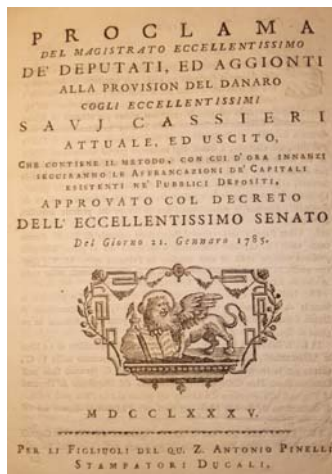 PROCLAMA
DEL MAGISTRATO ECCELLENTISSIMO
DE' DEPUTATI, ED AGGIONTI
ALLA PROVISION DEL DANARO
COGLI ECCELLENTISSIMI
SAVJ CASSIERI
ATTUALE, ED USCITO,
CHE CONTIENE IL METODO, CON CUI D'ORA INNANZI
SEGUIRANNO LE AFFRANCAZIONI DE' CAPITALI
ESISTENTI NE' PUBBLICI DEPOSITI,
APPROVATO COL DECRETO
DELL' ECCELLENTISSIMO SENATO
Del Giorno 21. Gennaro 1785.
MDCCLXXXV.
PER LI FIGLIUOLI DEL QU. Z. ANTONIO PINELLI
STAMPATORI DUCALI,